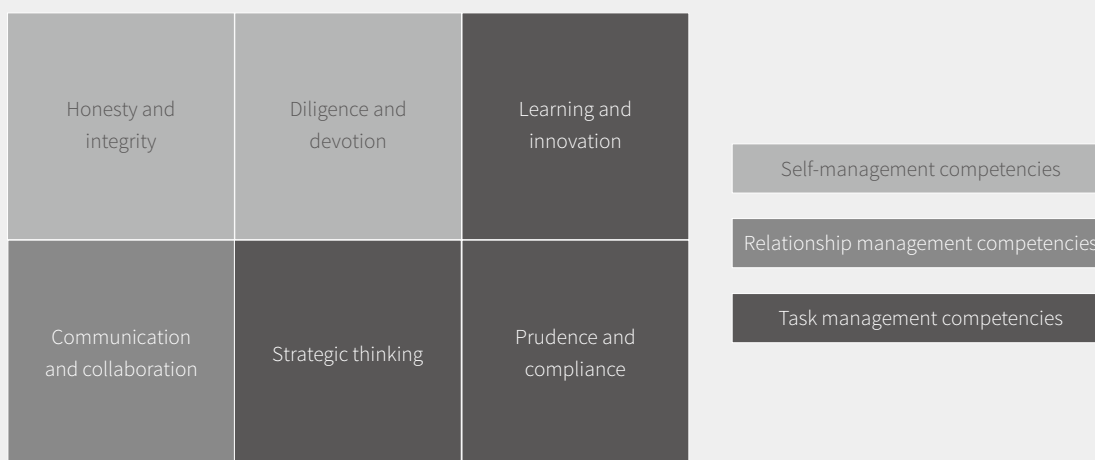 Honesty and
integrity
Diligence and
devotion
Learning and
innovation
Communication
and collaboration
Strategic thinking
Prudence and
compliance
Self-management competencies
Relationship management competencies
Task management competencies